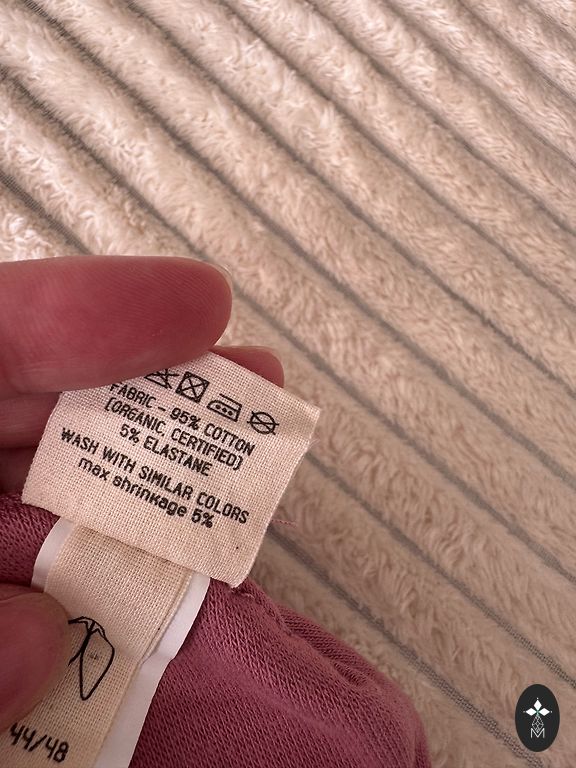 FABRIC - 95% COTTON
[ORGANIC, CERTIFIED]
5% ELASTANE
WASH WITH SIMILAR COLORS
max shrinkage 5%
44/48
M